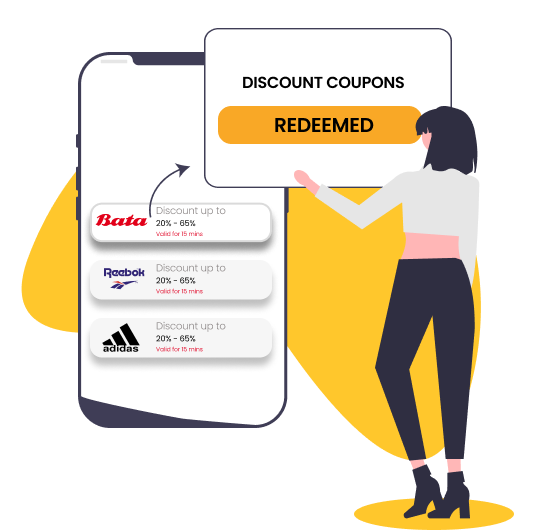 DISCOUNT COUPONS
REDEEMED
Bata
Discount up to
20% - 65%
Valid for 15 mins
Reebok
Discount up to
20% - 65%
Valid for 15 mins
adidas
Discount up to
20% - 65%
Valid for 15 mins